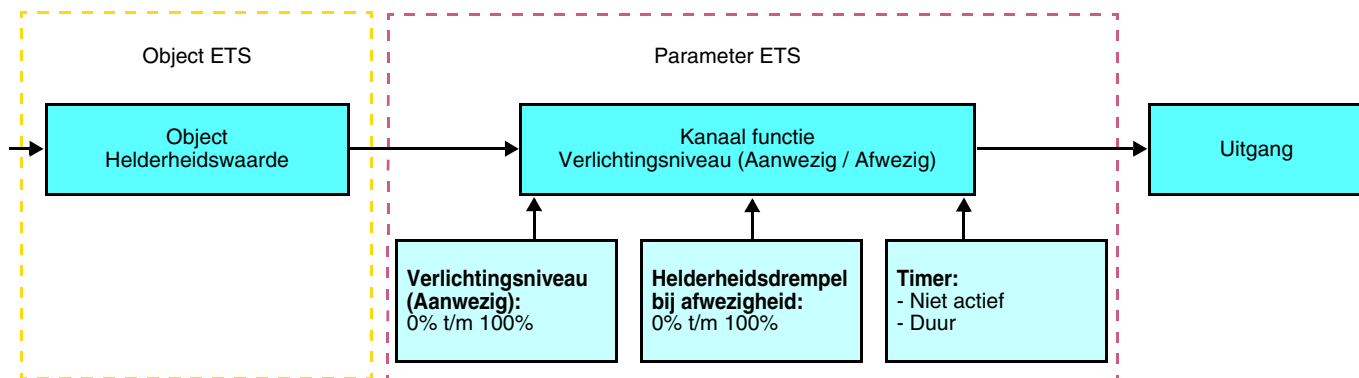 Object ETS
Parameter ETS
Object
Helderheidswaarde
Kanaal functie
Verlichtingsniveau (Aanwezig / Afwezig)
Uitgang
Verlichtingsniveau
(Aanwezig):
0% t/m 100%
Helderheidsdrempel
bij afwezigheid:
0% t/m 100%
Timer:
- Niet actief
- Duur